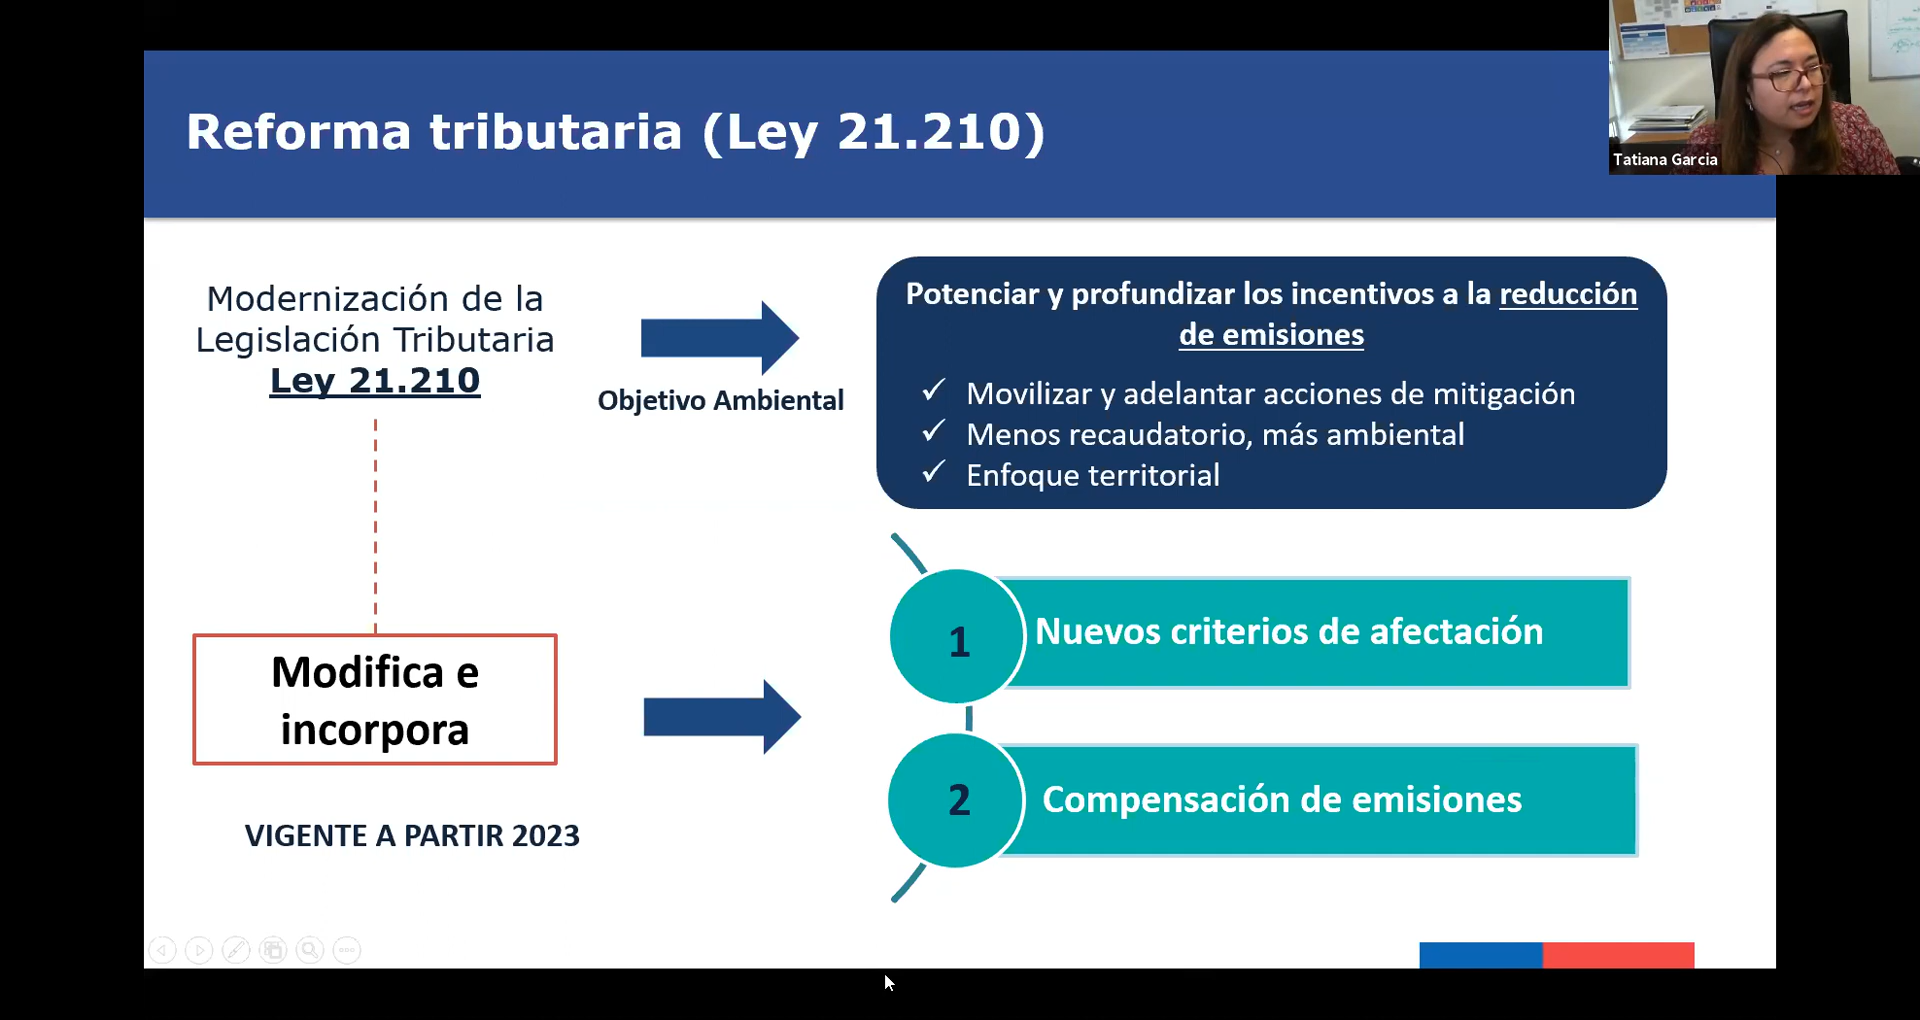 Reforma tributaria (Ley 21.210)
Tatiana Garcia
Modernización de la
Legislación Tributaria
Ley 21.210
Objetivo Ambiental
Potenciar y profundizar los incentivos a la reducción
de emisiones
✓ Movilizar y adelantar acciones de mitigación
✓ Menos recaudatorio, más ambiental
✓ Enfoque territorial
Modifica e
incorpora
VIGENTE A PARTIR 2023
1
Nuevos criterios de afectación
2
Compensación de emisiones